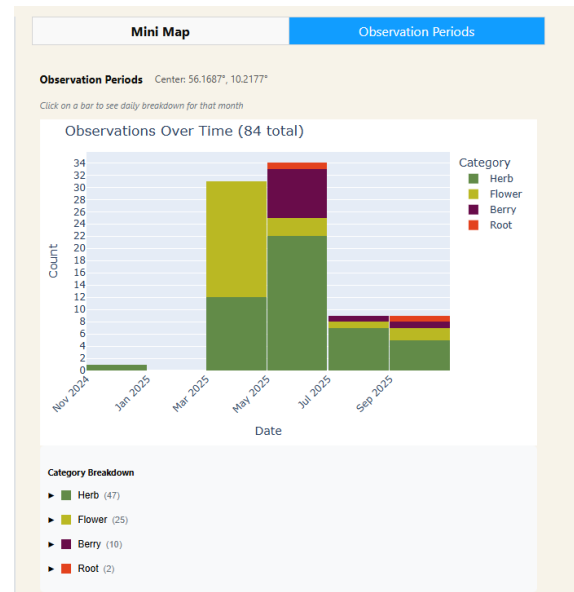 Mini Map
Observation Periods
Observation Periods Center: 56.1687°, 10.2177°
Click on a bar to see daily breakdown for that month
Observations Over Time (84 total)
34
32
30
28
26
24
22
20
18
16
14
12
10
8
6
4
2
0
Count
Nov 2024
Jan 2025
Mar 2025
May 2025
Jul 2025
Sep 2025
Date
Category
Herb
Flower
Berry
Root
Category Breakdown
► Herb (47)
► Flower (25)
► Berry (10)
► Root (2)